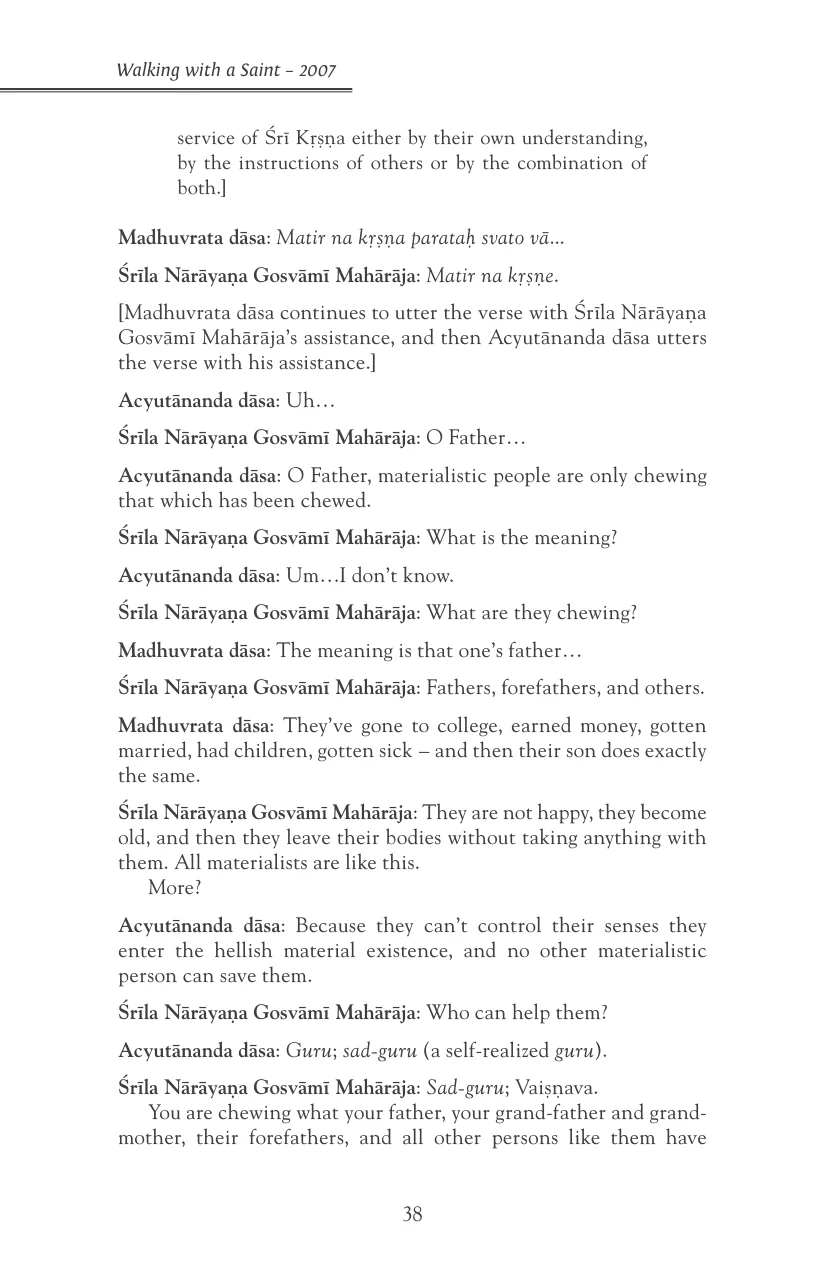 Walking with a Saint – 2007
service of Śrī Kṛṣṇa either by their own understanding,
by the instructions of others or by the combination of
both.]
Madhuvrata dāsa: Matir na kṛṣṇa parataḥ svato vā...
Śrīla Nārāyaṇa Gosvāmī Mahārāja: Matir na kṛṣṇe.
[Madhuvrata dāsa continues to utter the verse with Śrīla Nārāyaṇa
Gosvāmī Mahārāja’s assistance, and then Acyutānanda dāsa utters
the verse with his assistance.]
Acyutānanda dāsa: Uh…
Śrīla Nārāyaṇa Gosvāmī Mahārāja: O Father…
Acyutānanda dāsa: O Father, materialistic people are only chewing
that which has been chewed.
Śrīla Nārāyaṇa Gosvāmī Mahārāja: What is the meaning?
Acyutānanda dāsa: Um…I don’t know.
Śrīla Nārāyaṇa Gosvāmī Mahārāja: What are they chewing?
Madhuvrata dāsa: The meaning is that one’s father…
Śrīla Nārāyaṇa Gosvāmī Mahārāja: Fathers, forefathers, and others.
Madhuvrata dāsa: They’ve gone to college, earned money, gotten
married, had children, gotten sick – and then their son does exactly
the same.
Śrīla Nārāyaṇa Gosvāmī Mahārāja: They are not happy, they become
old, and then they leave their bodies without taking anything with
them. All materialists are like this.
More?
Acyutānanda dāsa: Because they can’t control their senses they
enter the hellish material existence, and no other materialistic
person can save them.
Śrīla Nārāyaṇa Gosvāmī Mahārāja: Who can help them?
Acyutānanda dāsa: Guru; sad-guru (a self-realized guru).
Śrīla Nārāyaṇa Gosvāmī Mahārāja: Sad-guru; Vaiṣṇava.
You are chewing what your father, your grand-father and grand-
mother, their forefathers, and all other persons like them have
38